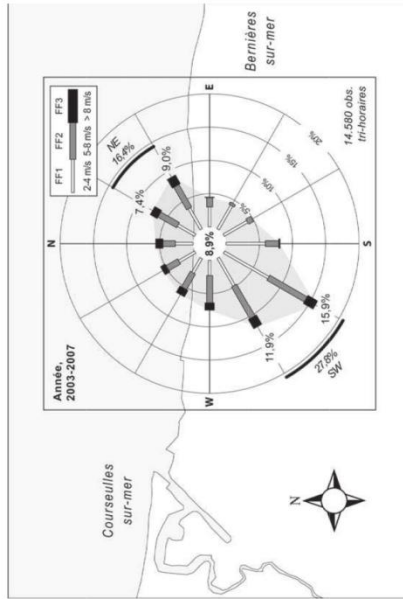 Courseulles
sur-mer
Bernières
sur-mer
Année,
2003-2007
FF1 FF2 FF3
2-4 m/s 5-8 m/s > 8 m/s
N
NE
16,4%
7,4%
9,0%
W
8,9%
E
5%
10%
15%
20%
11,9%
15,9%
27,8%
SW
S
14.580 obs.
tri-horaires
N